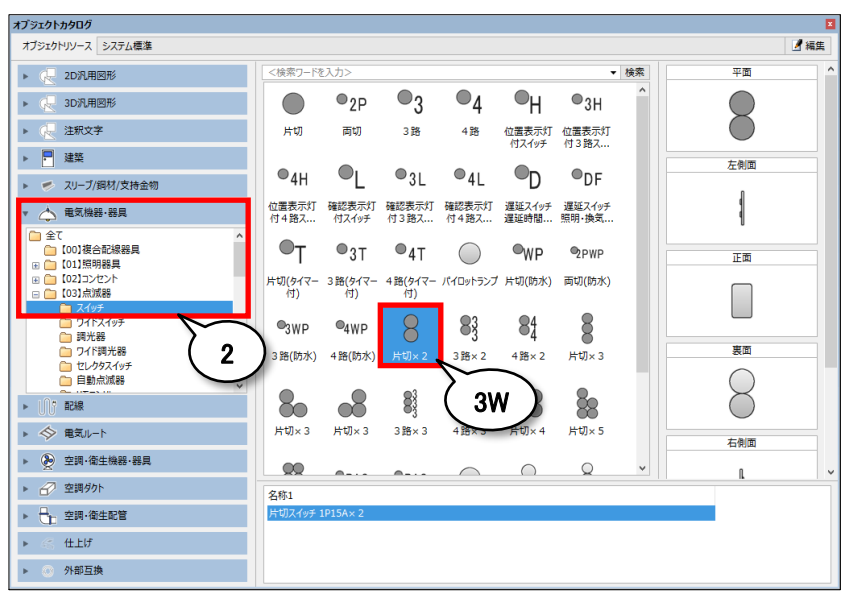 オブジェクトカタログ
オブジェクトリソース システム標準
編集
2D汎用図形
3D汎用図形
注釈文字
建築
スリーブ/鋼材/支持金物
電気機器・器具
全て
【00】複合配線器具
【01】照明器具
【02】コンセント
【03】点滅器
スイッチ
ワイドスイッチ
調光器
ワイド調光器
セレクタスイッチ
自動点滅器
配線
電気ルート
空調・衛生機器・器具
空調ダクト
空調・衛生配管
仕上げ
外部互換
2
<検索ワードを入力>
検索
2P 3 4 H 3H
片切 両切 3路 4路 位置表示灯付スイッチ 位置表示灯付3路ス...
4H L 3L 4L D DF
位置表示灯付4路ス... 確認表示灯付スイッチ 確認表示灯付3路ス... 確認表示灯付4路ス... 遅延スイッチ遅延時間... 遅延スイッチ照明・換気...
T 3T 4T WP 2PWP
片切(タイマー付) 3路(タイマー付) 4路(タイマー付) パイロットランプ 片切(防水) 両切(防水)
3WP 4WP 3 3 4 4
3路(防水) 4路(防水) 片切×2 3路×2 4路×2 片切×3
3W
3 3 3
片切×3 片切×3 3路×3 4路×3 片切×4 片切×5
名称1
片切スイッチ 1P15A×2
平面
左側面
正面
裏面
右側面